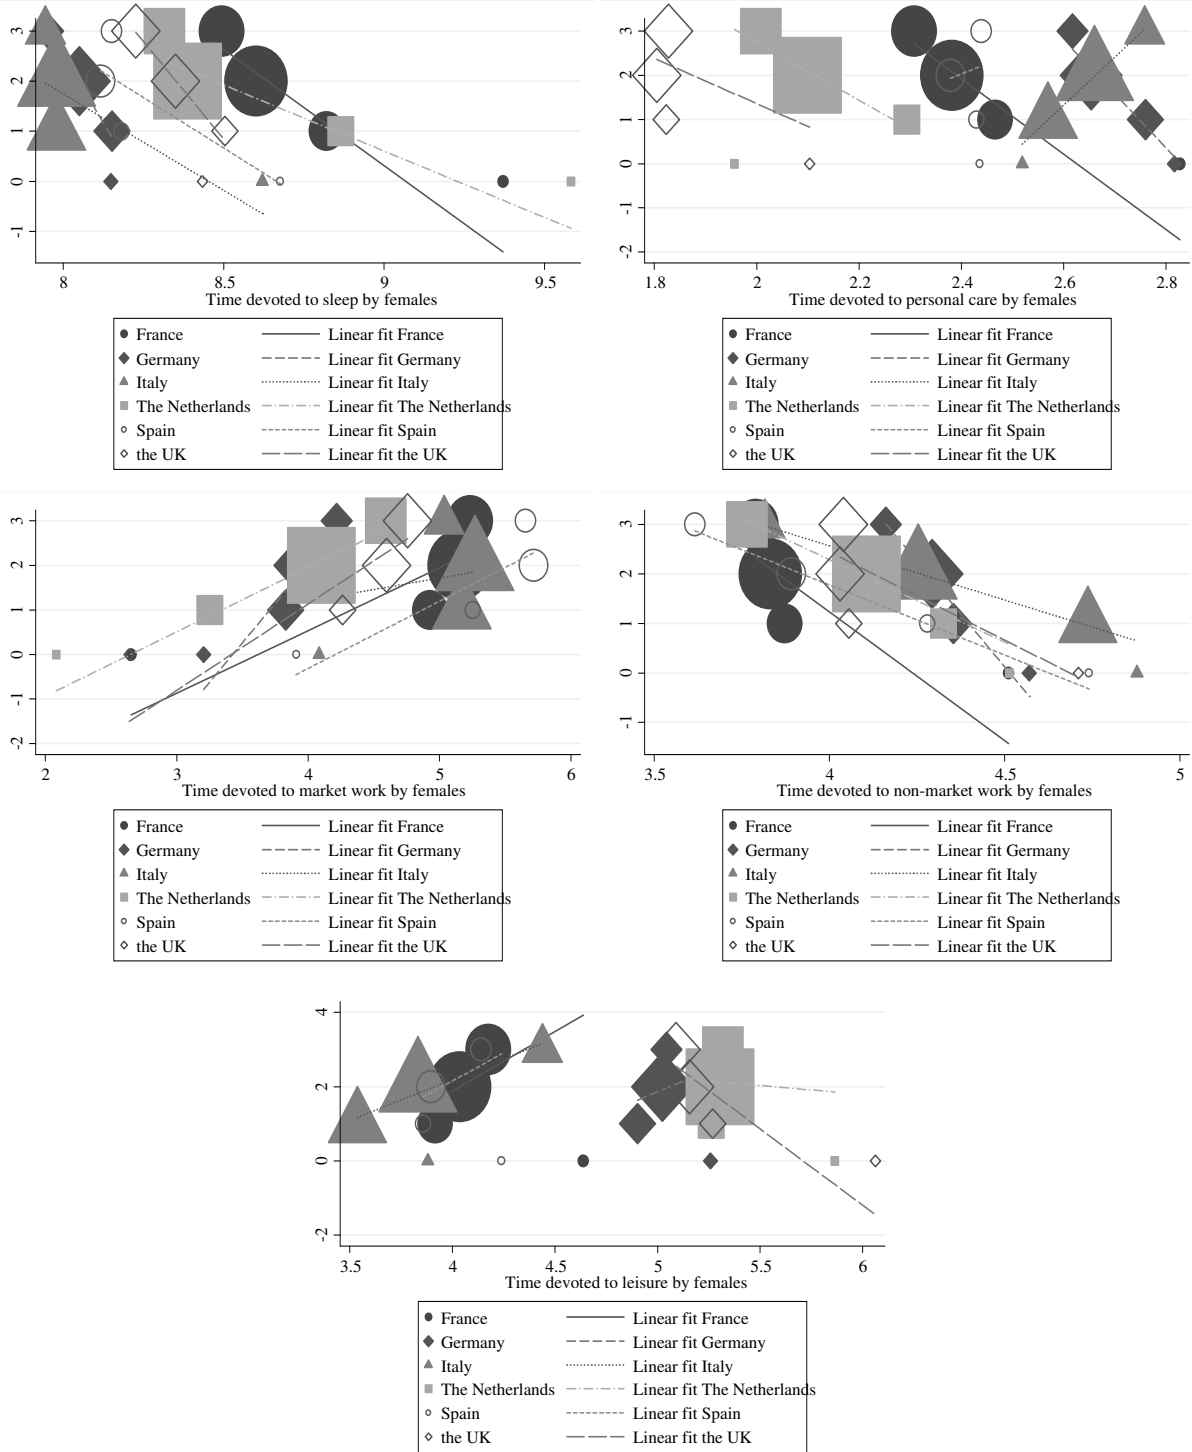 3
2
1
0
-1
8 8.5 9 9.5
Time devoted to sleep by females
France Linear fit France
Germany Linear fit Germany
Italy Linear fit Italy
The Netherlands Linear fit The Netherlands
Spain Linear fit Spain
the UK Linear fit the UK
3
2
1
0
-1
-2
1.8 2 2.2 2.4 2.6 2.8
Time devoted to personal care by females
France Linear fit France
Germany Linear fit Germany
Italy Linear fit Italy
The Netherlands Linear fit The Netherlands
Spain Linear fit Spain
the UK Linear fit the UK
3
2
1
0
-1
-2
2 3 4 5 6
Time devoted to market work by females
France Linear fit France
Germany Linear fit Germany
Italy Linear fit Italy
The Netherlands Linear fit The Netherlands
Spain Linear fit Spain
the UK Linear fit the UK
3
2
1
0
-1
3.5 4 4.5 5
Time devoted to non-market work by females
France Linear fit France
Germany Linear fit Germany
Italy Linear fit Italy
The Netherlands Linear fit The Netherlands
Spain Linear fit Spain
the UK Linear fit the UK
4
2
0
-2
3.5 4 4.5 5 5.5 6
Time devoted to leisure by females
France Linear fit France
Germany Linear fit Germany
Italy Linear fit Italy
The Netherlands Linear fit The Netherlands
Spain Linear fit Spain
the UK Linear fit the UK